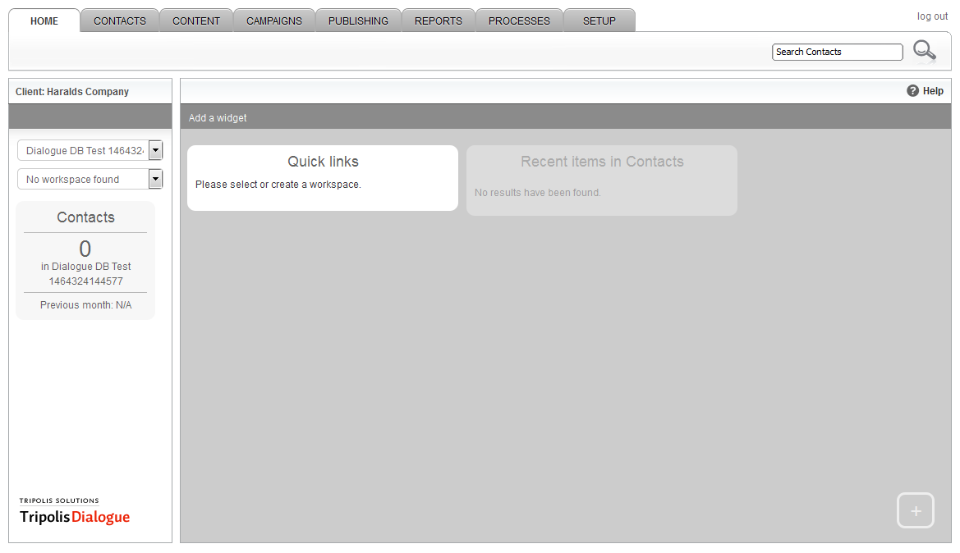 HOME
CONTACTS
CONTENT
CAMPAIGNS
PUBLISHING
REPORTS
PROCESSES
SETUP
log out
Search Contacts
Client: Haralds Company
Help
Add a widget
Dialogue DB Test 146432
No workspace found
Contacts
0
in Dialogue DB Test
1464324144577
Previous month: N/A
Quick links
Please select or create a workspace.
Recent items in Contacts
No results have been found.
+
TRIPOLIS SOLUTIONS
TripolisDialogue